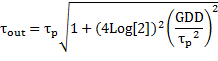 τout = τp√(1 + (4Log[2])²(GDD/τp²)²)